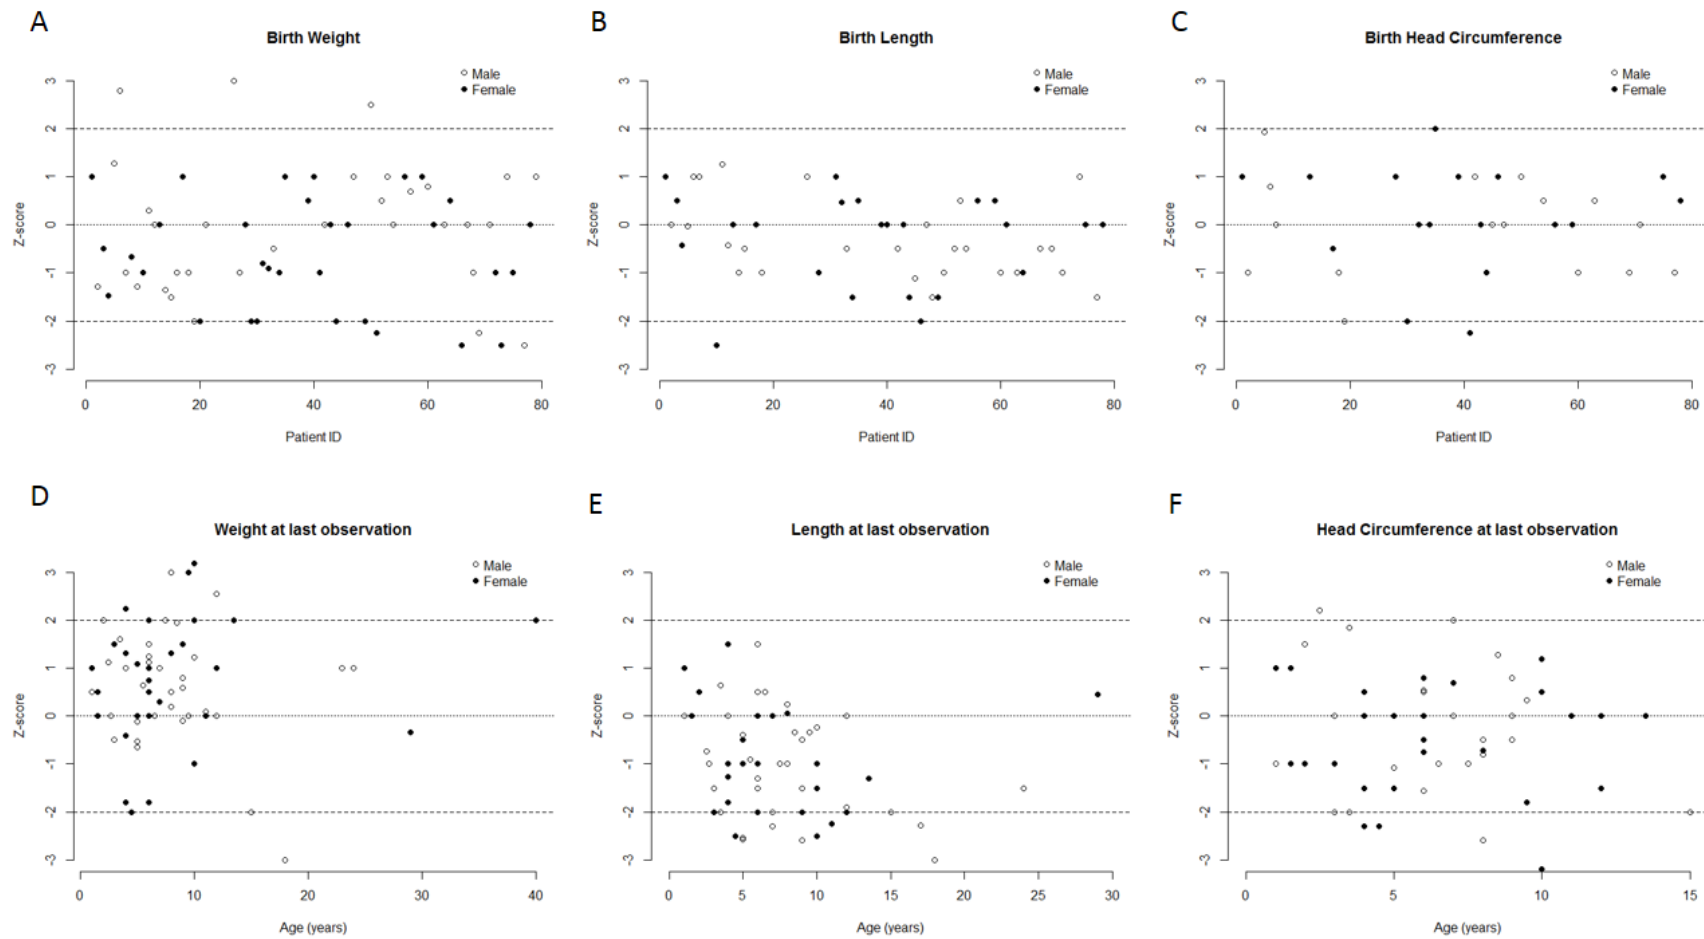 A
Birth Weight
Male
Female
Z-score
3
2
1
0
-1
-2
-3
0 20 40 60 80
Patient ID
B
Birth Length
Male
Female
Z-score
3
2
1
0
-1
-2
-3
0 20 40 60 80
Patient ID
C
Birth Head Circumference
Male
Female
Z-score
3
2
1
0
-1
-2
-3
0 20 40 60 80
Patient ID
D
Weight at last observation
Male
Female
Z-score
3
2
1
0
-1
-2
-3
0 10 20 30 40
Age (years)
E
Length at last observation
Male
Female
Z-score
3
2
1
0
-1
-2
-3
0 5 10 15 20 25 30
Age (years)
F
Head Circumference at last observation
Male
Female
Z-score
3
2
1
0
-1
-2
-3
0 5 10 15
Age (years)